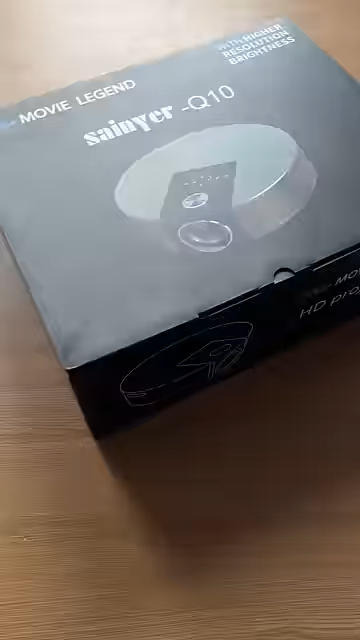 MOVIE LEGEND
WITH HIGHER
RESOLUTION
BRIGHTNESS
sainyer -Q10
HD